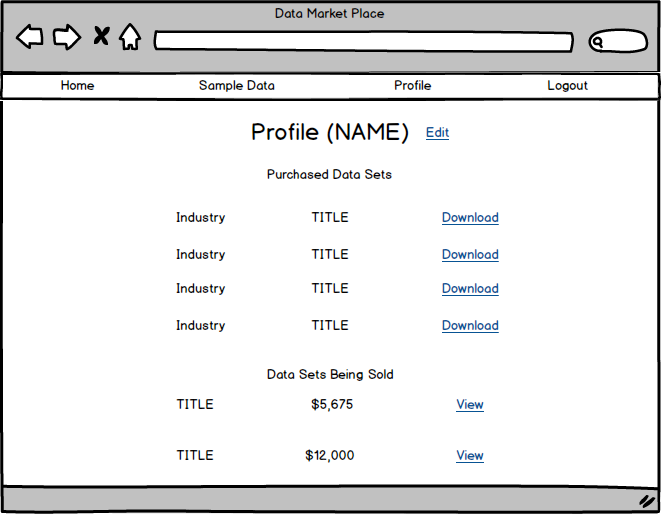 Data Market Place
Home Sample Data Profile Logout
Profile (NAME) Edit
Purchased Data Sets
Industry TITLE Download
Industry TITLE Download
Industry TITLE Download
Industry TITLE Download
Data Sets Being Sold
TITLE $5,675 View
TITLE $12,000 View